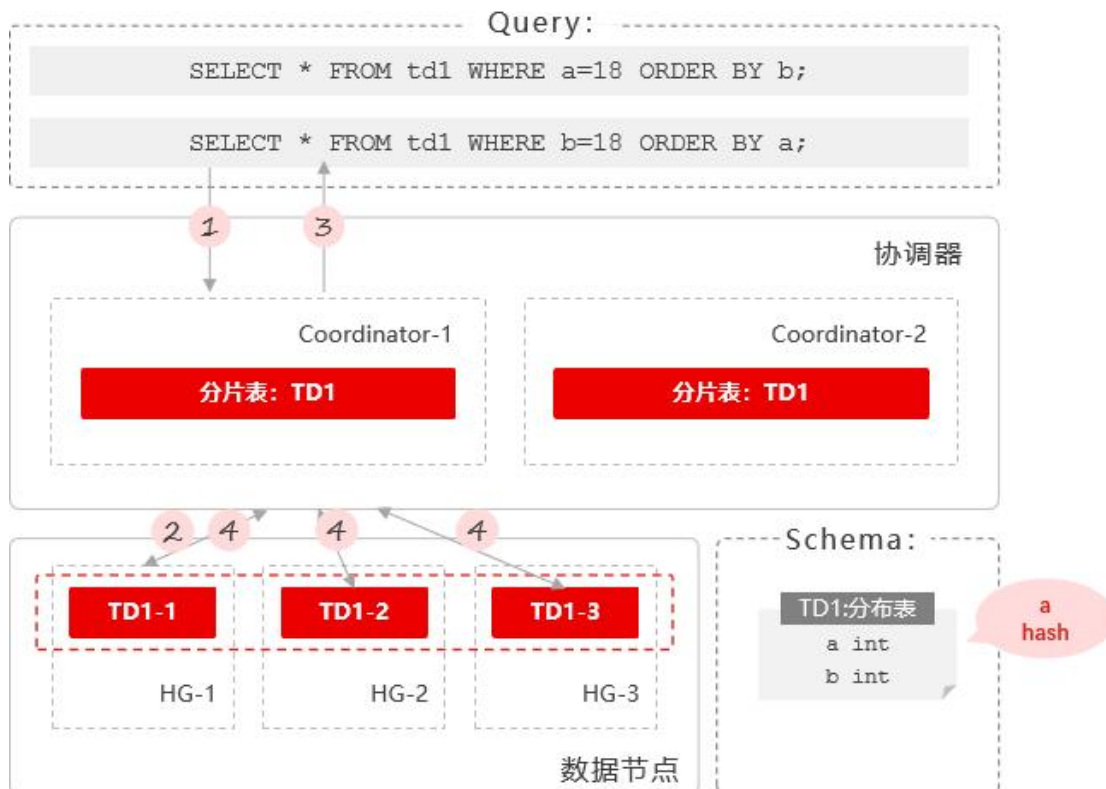 Query:
SELECT * FROM td1 WHERE a=18 ORDER BY b;
SELECT * FROM td1 WHERE b=18 ORDER BY a;
1
3
协调器
Coordinator-1
分片表：TD1
Coordinator-2
分片表：TD1
2
4
4
4
TD1-1
TD1-2
TD1-3
HG-1
HG-2
HG-3
数据节点
Schema:
TD1:分布表
a int
b int
a
hash